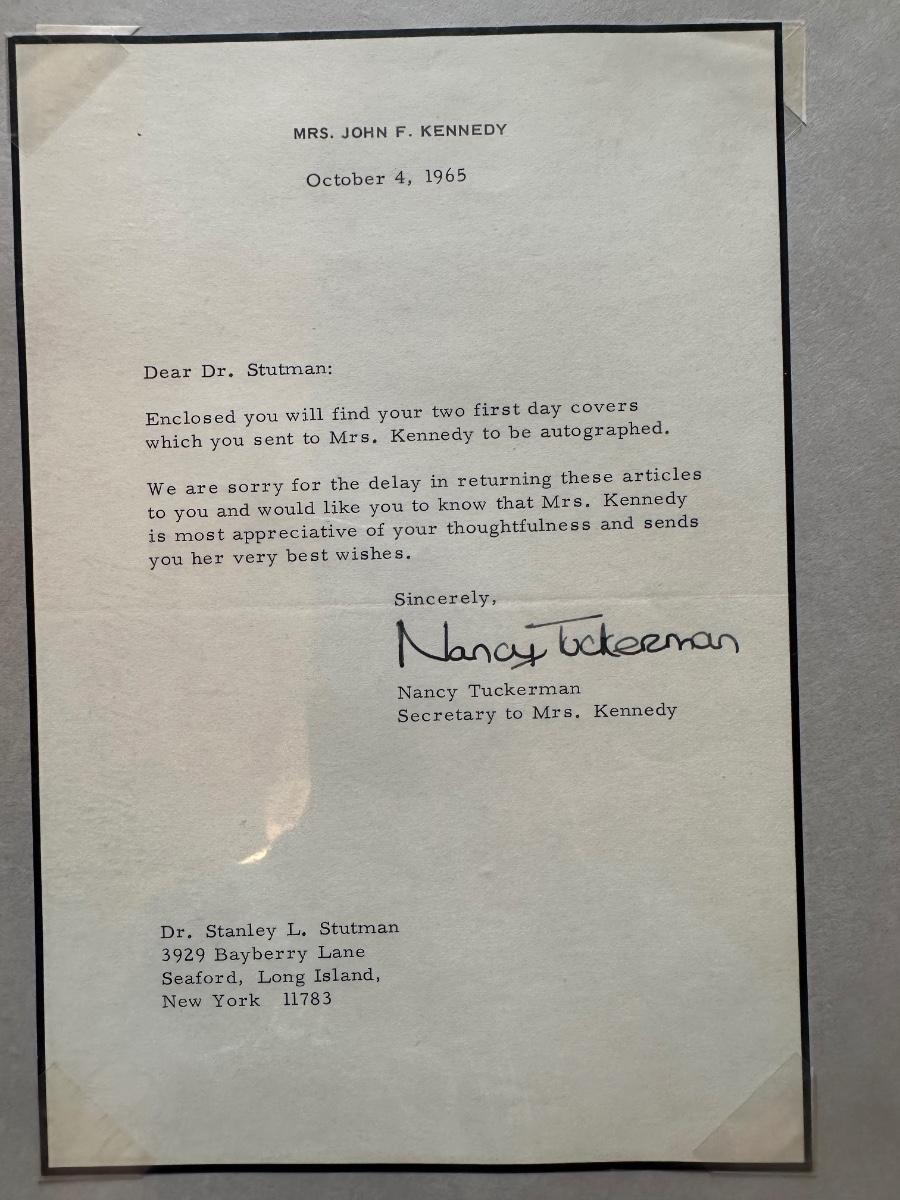 MRS. JOHN F. KENNEDY
October 4, 1965
Dear Dr. Stutman:
Enclosed you will find your two first day covers
which you sent to Mrs. Kennedy to be autographed.
We are sorry for the delay in returning these articles
to you and would like you to know that Mrs. Kennedy
is most appreciative of your thoughtfulness and sends
you her very best wishes.
Sincerely,
Nancy Tuckerman
Nancy Tuckerman
Secretary to Mrs. Kennedy
Dr. Stanley L. Stutman
3929 Bayberry Lane
Seaford, Long Island,
New York 11783